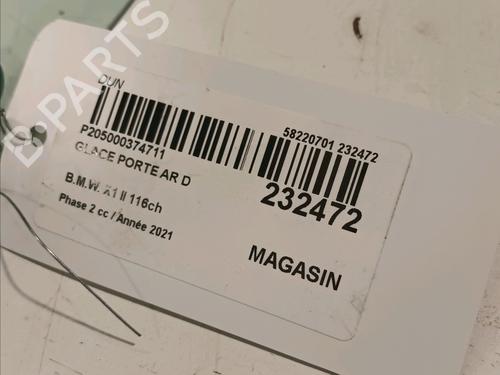 DUN
P205000374711
58220701 232472
GLACE PORTE AR D
232472
B.M.W. X1 II 116ch
Phase 2 cc / Année 2021
MAGASIN
B-PARTS